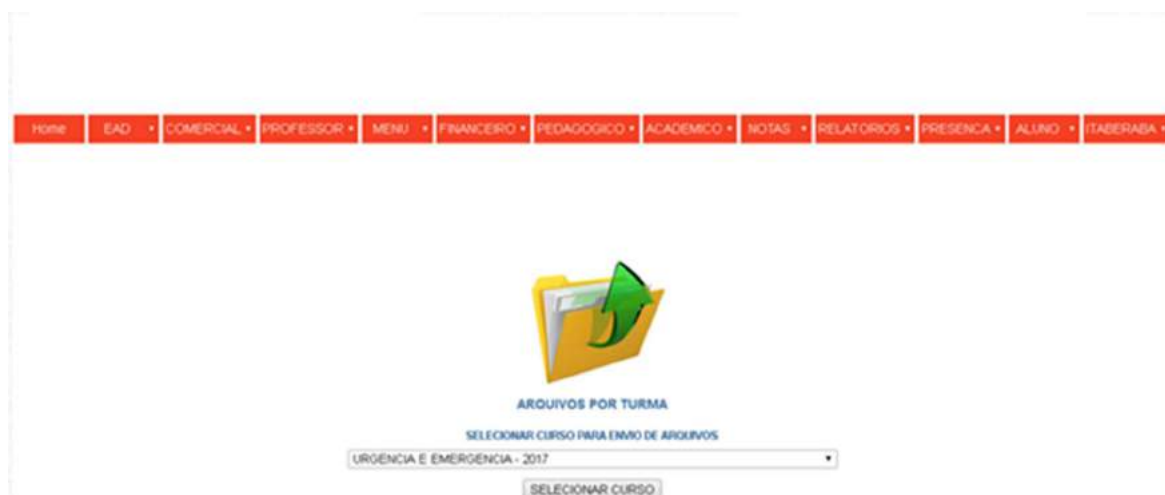 Home EAD COMERCIAL PROFESSOR MENU FINANCEIRO PEDAGOGICO ACADEMICO NOTAS RELATORIOS PRESENCA ALUNO ITABERABA
ARQUIVOS POR TURMA
SELECIONAR CURSO PARA ENVIO DE ARQUIVOS
URGENCIA E EMERGENCIA - 2017
SELECIONAR CURSO